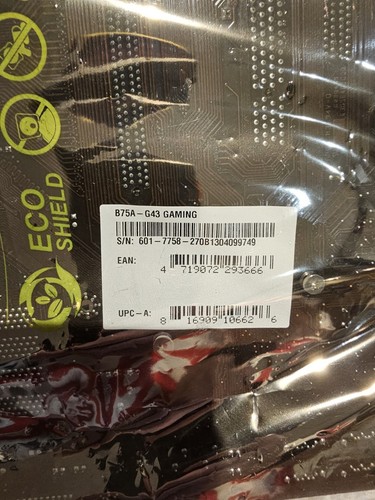 B75A-G43 GAMING
S/N: 601-7758-270B1304099749
EAN:
4 719072 293666
UPC-A:
8 16909 10662 6
ECO
SHIELD